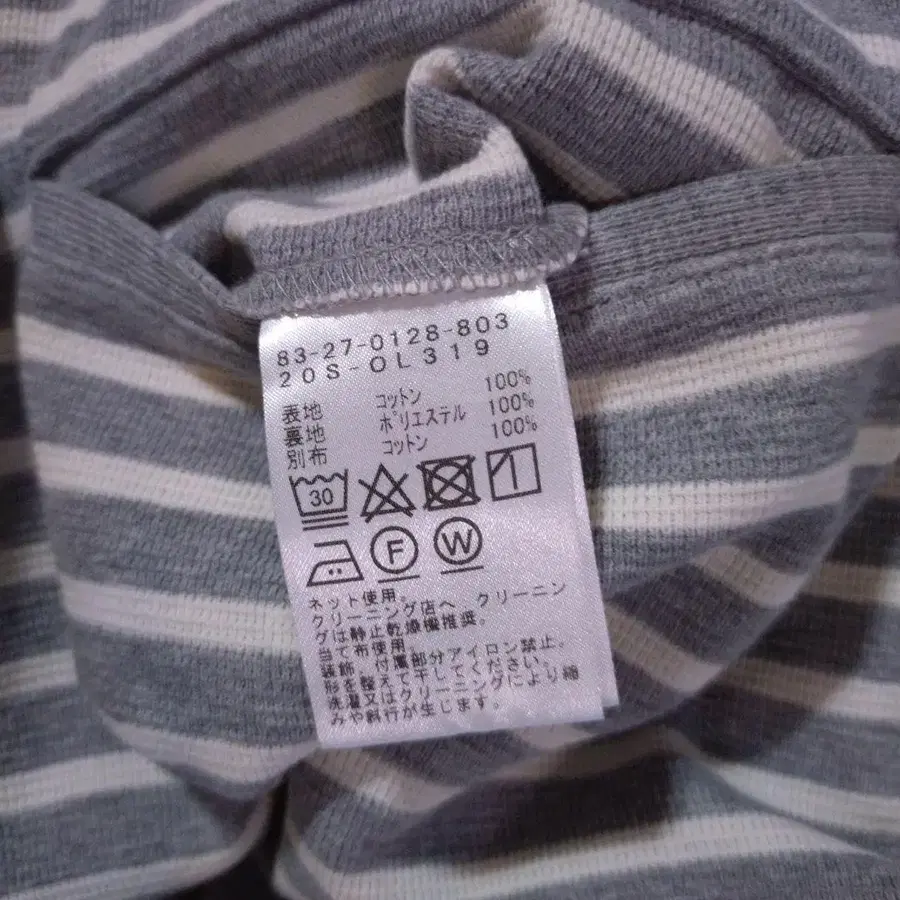 83-27-0128-803
20S-OL319
表地 コットン 100%
裏地 ポリエステル 100%
別布 コットン 100%
30
F W
ネット使用。
クリーニング店へ クリーニン
グは静止乾燥機推奨。
当て布使用。
装飾、付属部分アイロン禁止。
形を整えて干してください。
洗濯又はクリーニングにより縮
みや斜行が生じます。